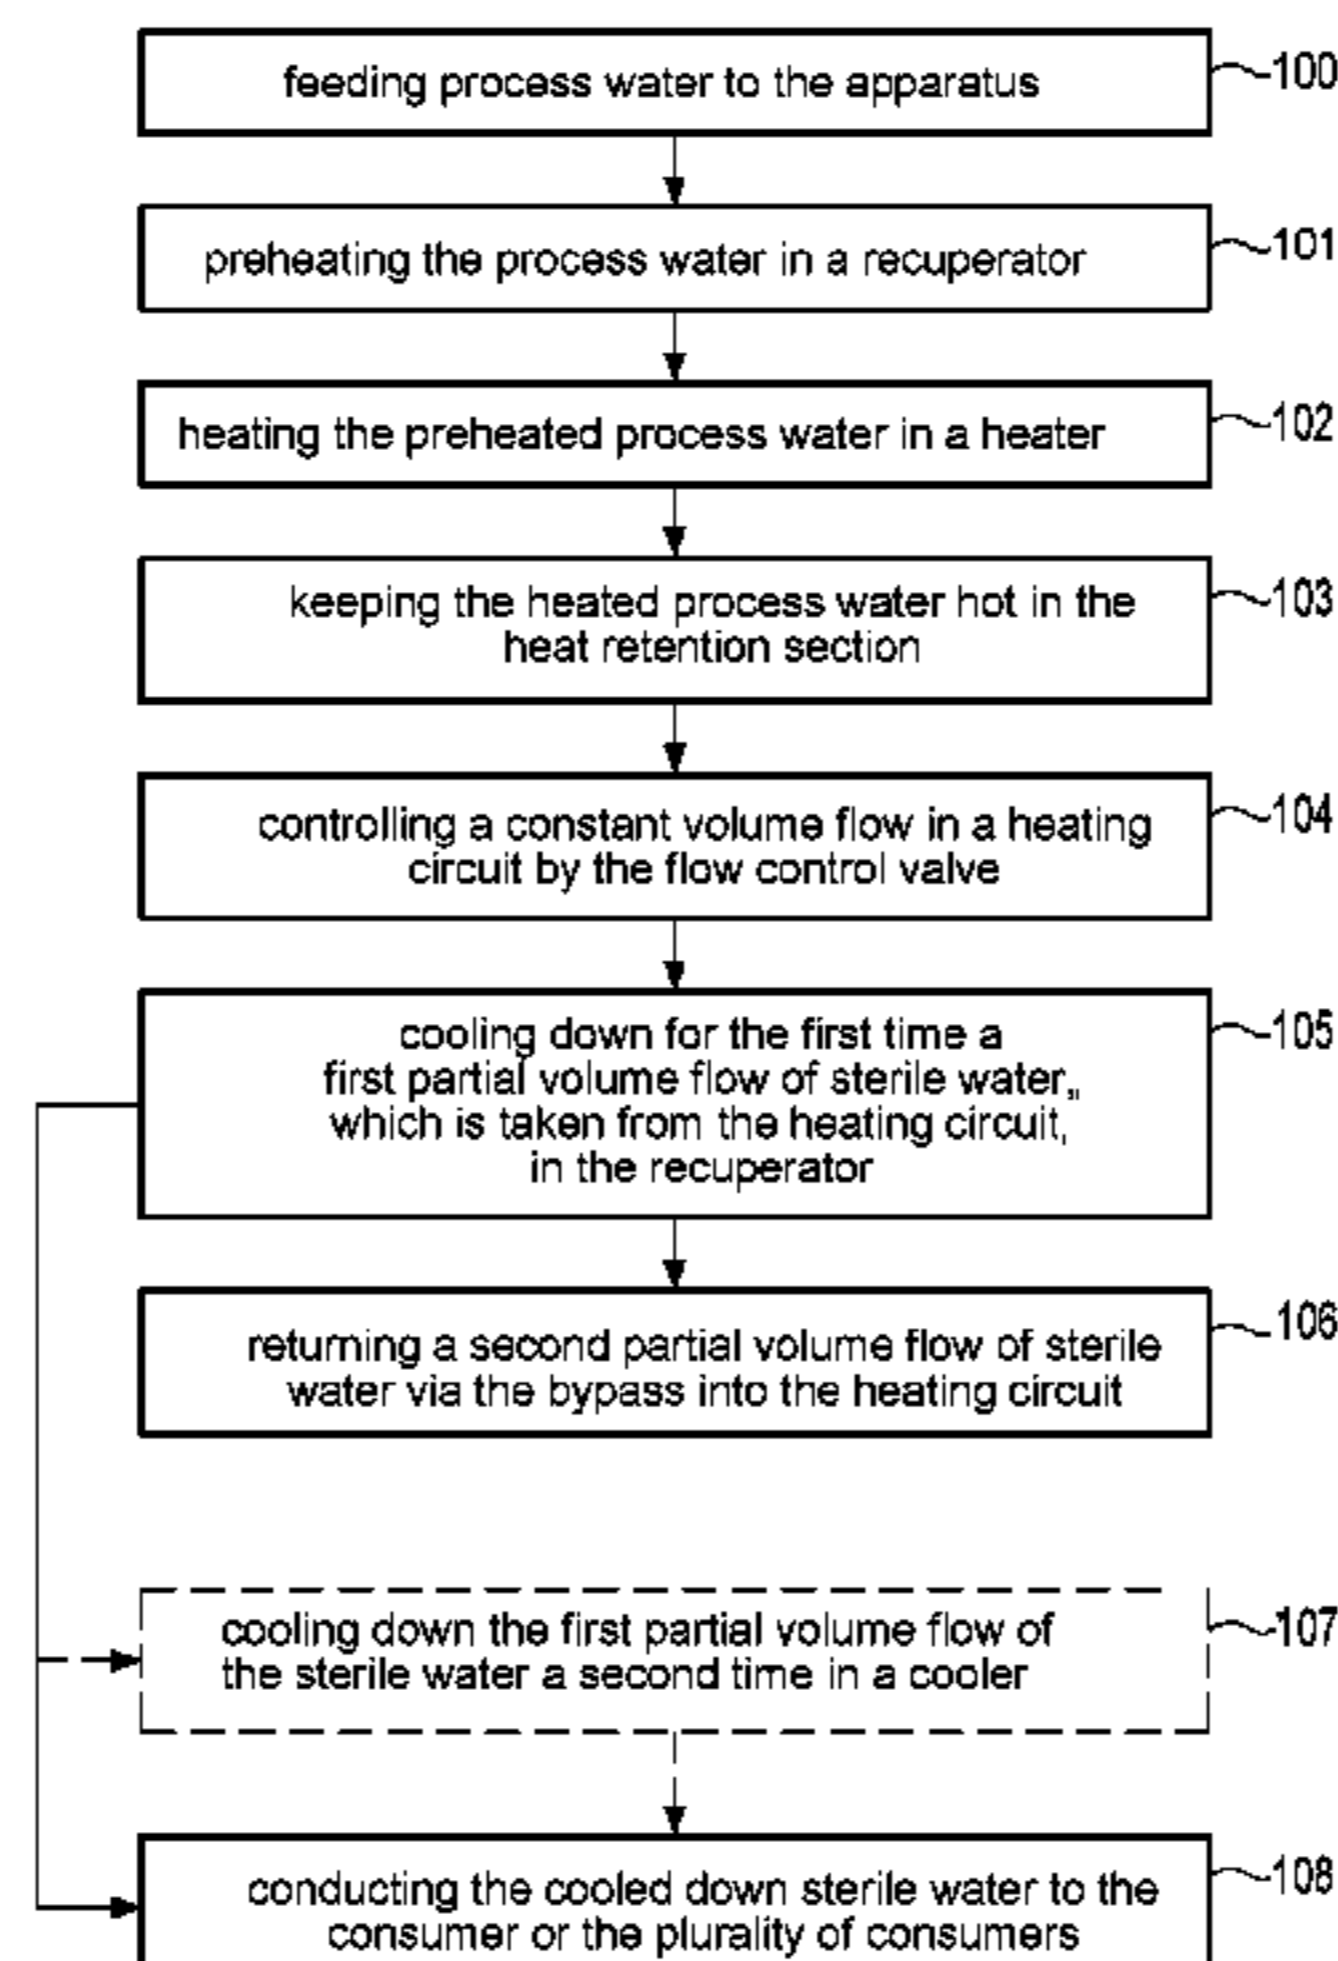 feeding process water to the apparatus
100
preheating the process water in a recuperator
101
heating the preheated process water in a heater
102
keeping the heated process water hot in the
heat retention section
103
controlling a constant volume flow in a heating
circuit by the flow control valve
104
cooling down for the first time a
first partial volume flow of sterile water,,
which is taken from the heating circuit,
in the recuperator
105
returning a second partial volume flow of sterile
water via the bypass into the heating circuit
106
cooling down the first partial volume flow of
the sterile water a second time in a cooler
107
conducting the cooled down sterile water to the
consumer or the plurality of consumers
108